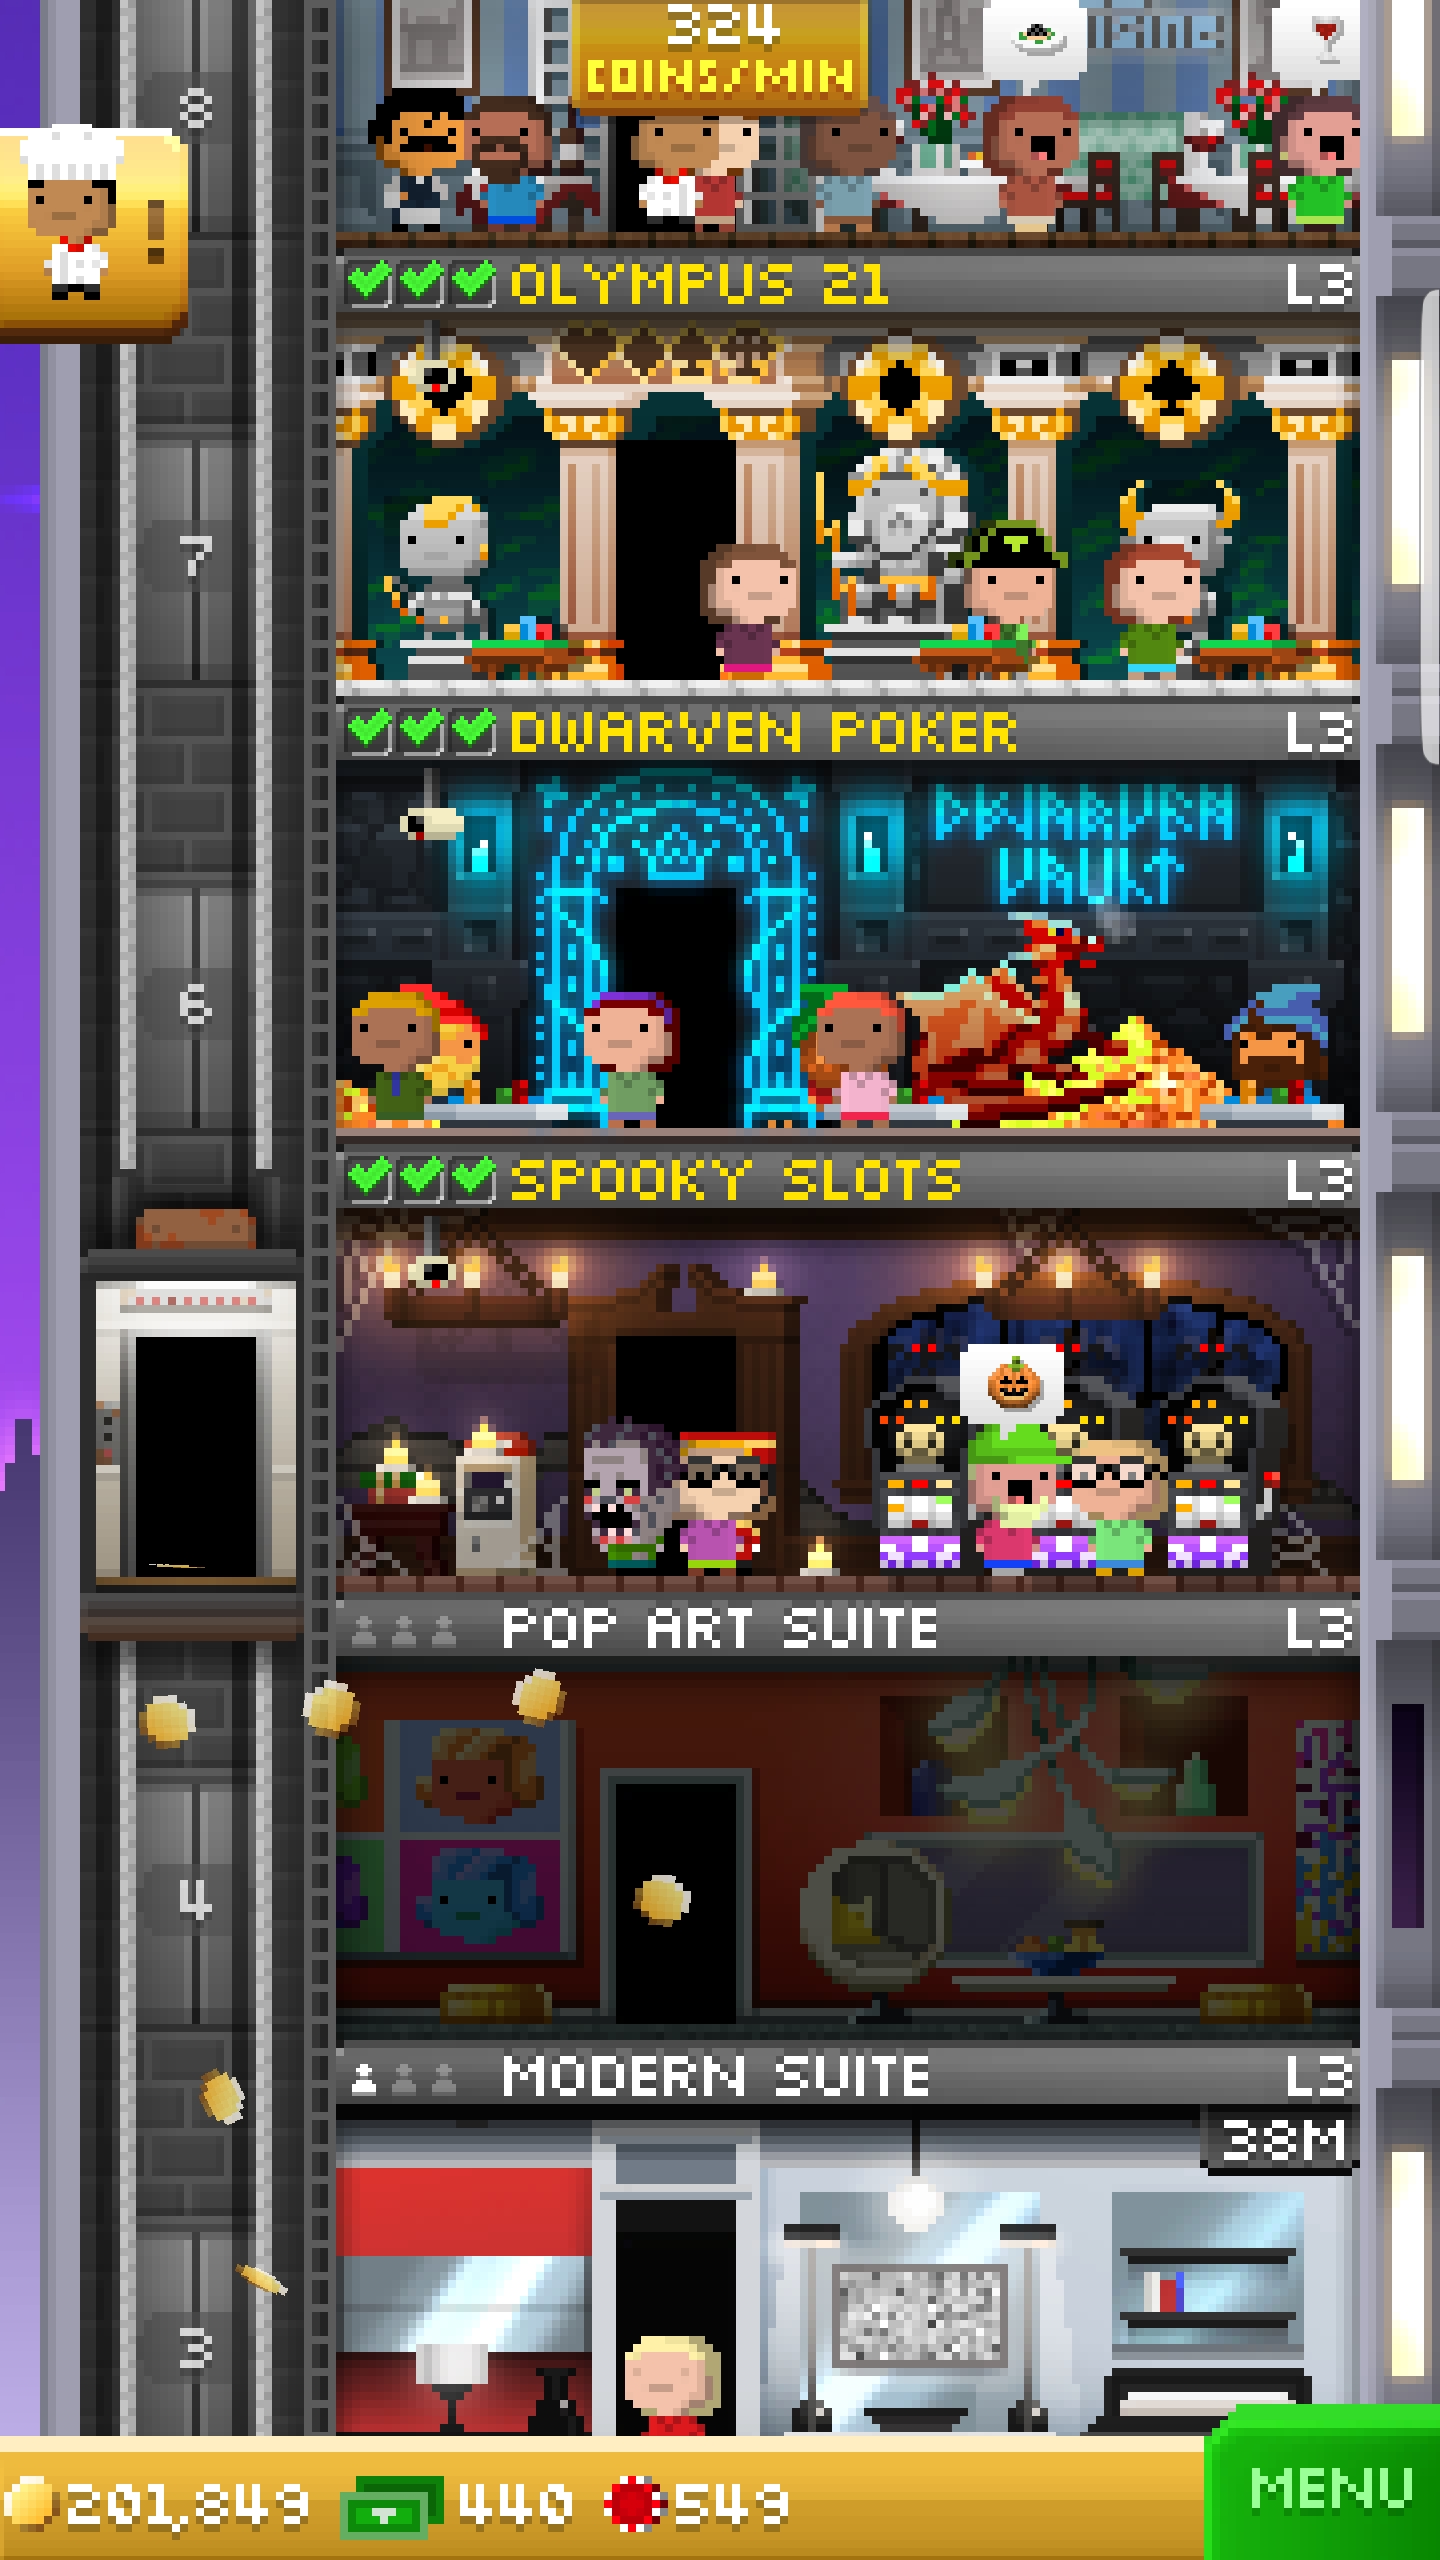 324
COINS/MIN
8
OLYMPUS 21 L3
7
DWARVEN POKER L3
DWARVEN
VAULT
6
SPOOKY SLOTS L3
POP ART SUITE L3
4
MODERN SUITE L3
38M
3
201,849 440 549
MENU